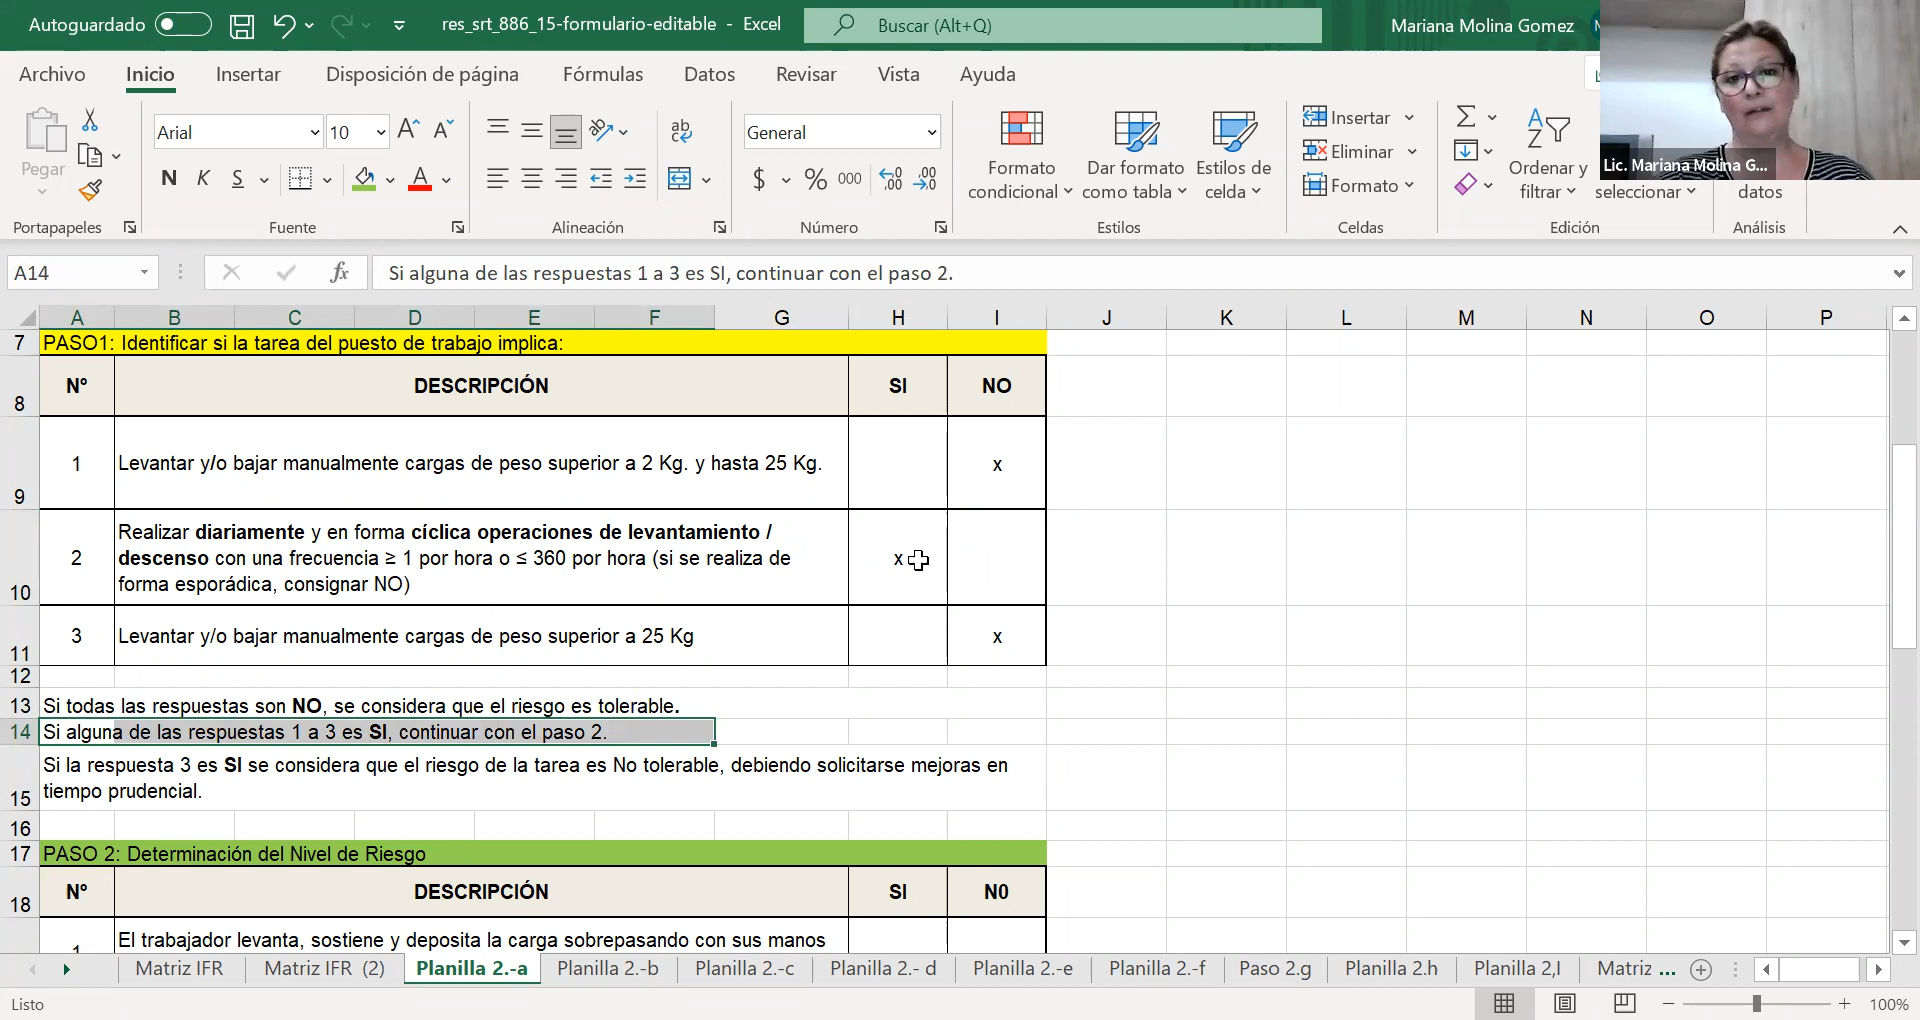 Autoguardado res_srt_886_15-formulario-editable - Excel Buscar (Alt+Q) Mariana Molina Gomez
Archivo Inicio Insertar Disposición de página Fórmulas Datos Revisar Vista Ayuda
Pegar
Portapapeles
Arial 10
N K S
Fuente
ab
Alineación
General
$ % 000
Número
Formato condicional
Dar formato como tabla
Estilos de celda
Estilos
Insertar
Eliminar
Formato
Celdas
Ordenar y filtrar
seleccionar
Edición
datos
Análisis
Lic. Mariana Molina G...
A14 fx Si alguna de las respuestas 1 a 3 es SI, continuar con el paso 2.
A B C D E F G H I J K L M N O P
7 PASO1: Identificar si la tarea del puesto de trabajo implica:
8 Nº DESCRIPCIÓN SI NO
9 1 Levantar y/o bajar manualmente cargas de peso superior a 2 Kg. y hasta 25 Kg. x
10 2 Realizar diariamente y en forma cíclica operaciones de levantamiento /
descenso con una frecuencia ≥ 1 por hora o ≤ 360 por hora (si se realiza de
forma esporádica, consignar NO) x
11 3 Levantar y/o bajar manualmente cargas de peso superior a 25 Kg x
12
13 Si todas las respuestas son NO, se considera que el riesgo es tolerable.
14 Si alguna de las respuestas 1 a 3 es SI, continuar con el paso 2.
15 Si la respuesta 3 es SI se considera que el riesgo de la tarea es No tolerable, debiendo solicitarse mejoras en
tiempo prudencial.
16
17 PASO 2: Determinación del Nivel de Riesgo
18 Nº DESCRIPCIÓN SI N0
1 El trabajador levanta, sostiene y deposita la carga sobrepasando con sus manos
Matriz IFR Matriz IFR (2) Planilla 2.-a Planilla 2.-b Planilla 2.-c Planilla 2.- d Planilla 2.-e Planilla 2.-f Paso 2.g Planilla 2.h Planilla 2,I Matriz ...
Listo 100%